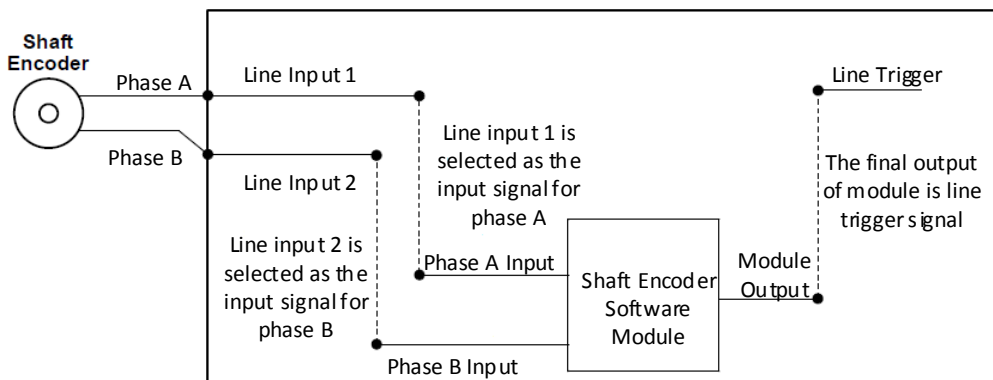 Shaft
Encoder
Phase A
Phase B
Line Input 1
Line Input 2
Line input 1 is
selected as the
input signal for
phase A
Line input 2 is
selected as the
input signal for
phase B
Phase A Input
Phase B Input
Shaft Encoder
Software
Module
Module
Output
Line Trigger
The final output
of module is line
trigger signal